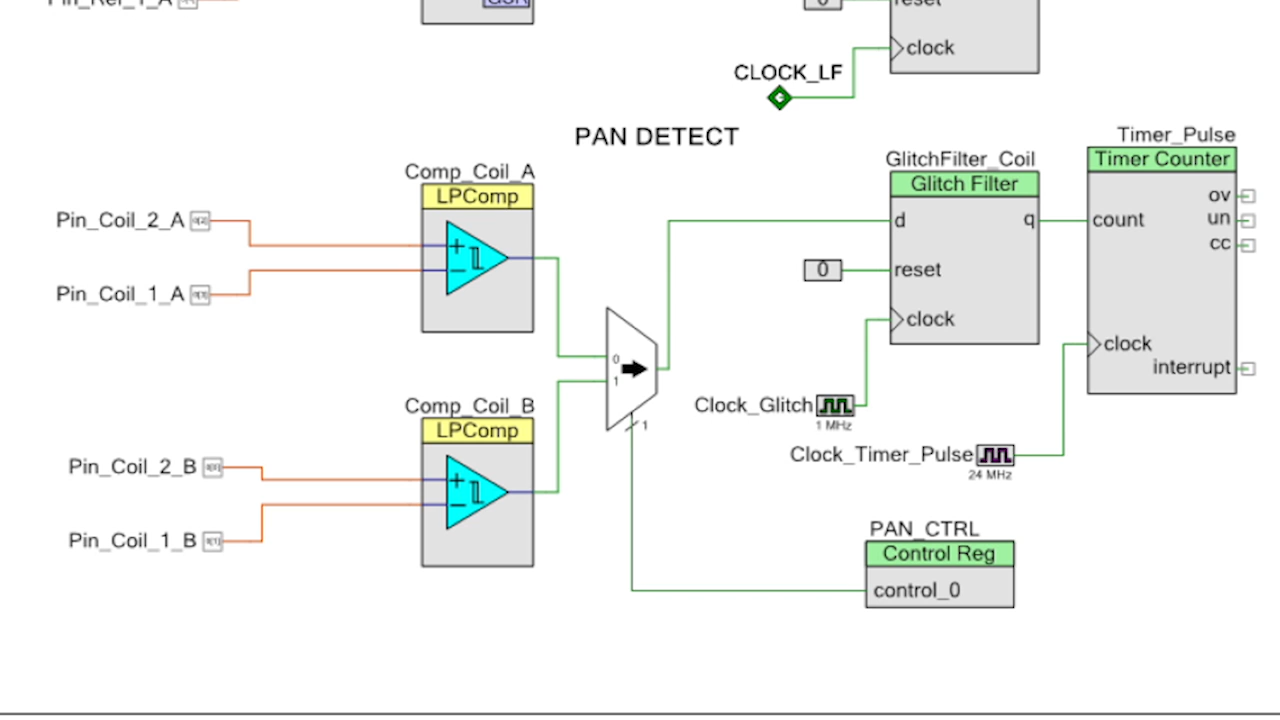 reset
clock
CLOCK_LF
PAN DETECT
Timer_Pulse
Timer Counter
Comp_Coil_A
LPComp
GlitchFilter_Coil
Glitch Filter
Pin_Coil_2_A
d
q
count
ov
un
cc
0
reset
Pin_Coil_1_A
clock
clock
interrupt
0
1
1
Clock_Glitch
1 MHz
Clock_Timer_Pulse
24 MHz
Comp_Coil_B
LPComp
Pin_Coil_2_B
Pin_Coil_1_B
PAN_CTRL
Control Reg
control_0